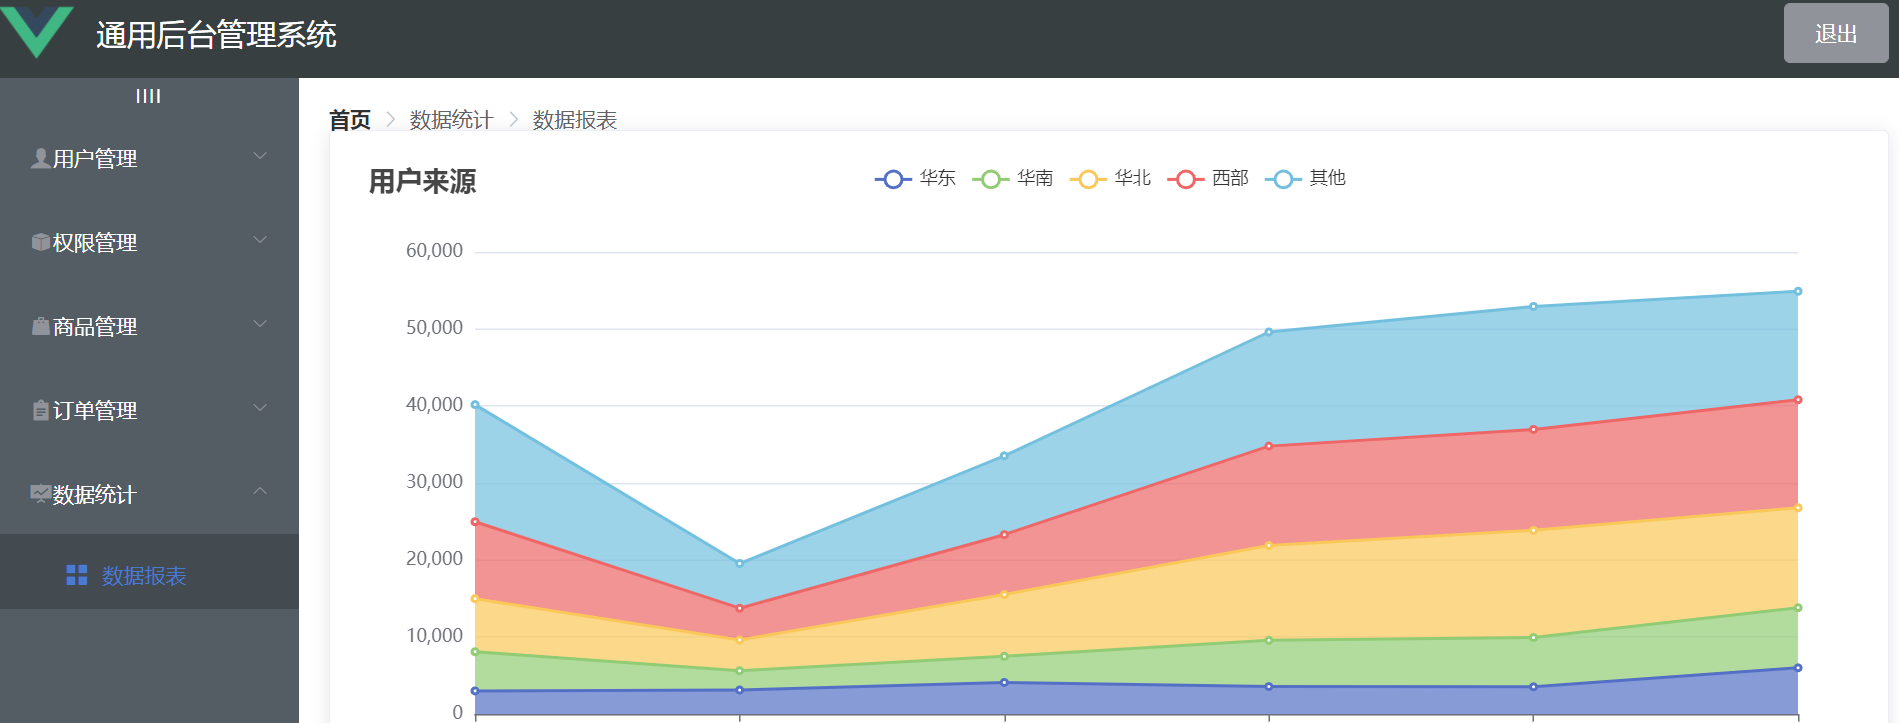 通用后台管理系统
退出
用户管理
权限管理
商品管理
订单管理
数据统计
数据报表
首页 > 数据统计 > 数据报表
用户来源
华东 华南 华北 西部 其他
60,000
50,000
40,000
30,000
20,000
10,000
0